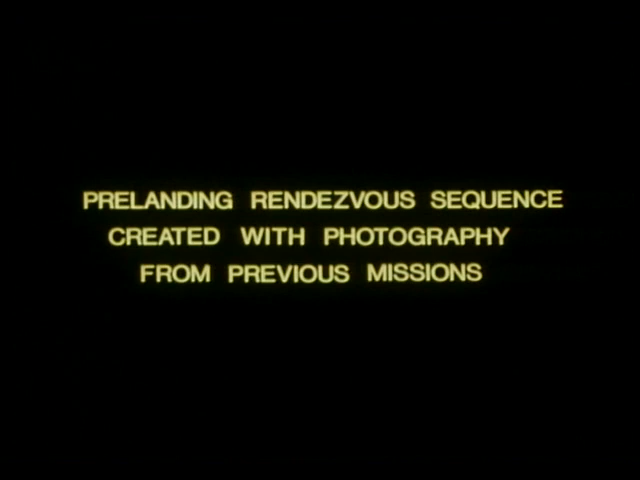 PRELANDING RENDEZVOUS SEQUENCE
CREATED WITH PHOTOGRAPHY
FROM PREVIOUS MISSIONS